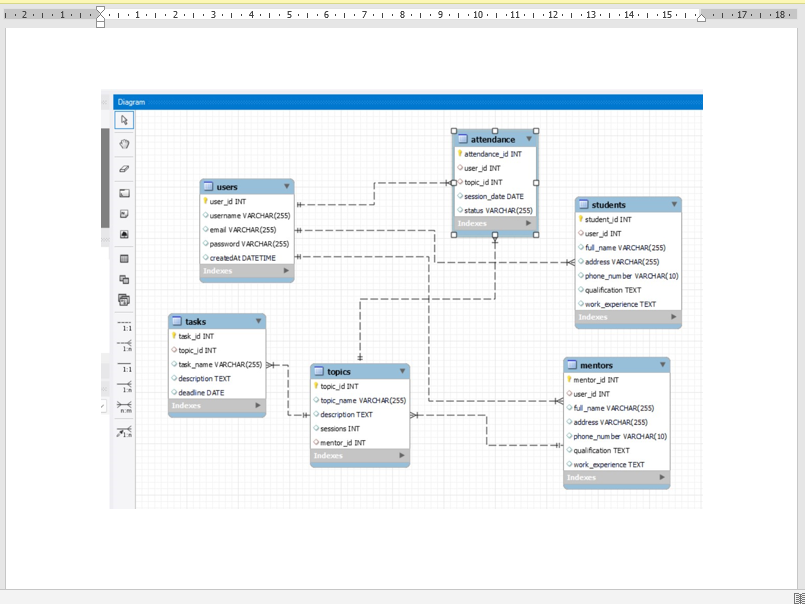 2 1 1 2 3 4 5 6 7 8 9 10 11 12 13 14 15 17 18
Diagram
attendance
attendance_id INT
user_id INT
topic_id INT
session_date DATE
status VARCHAR(255)
Indexes
users
user_id INT
username VARCHAR(255)
email VARCHAR(255)
password VARCHAR(255)
createdAt DATETIME
Indexes
students
student_id INT
user_id INT
full_name VARCHAR(255)
address VARCHAR(255)
phone_number VARCHAR(10)
qualification TEXT
work_experience TEXT
Indexes
tasks
task_id INT
topic_id INT
task_name VARCHAR(255)
description TEXT
deadline DATE
Indexes
topics
topic_id INT
topic_name VARCHAR(255)
description TEXT
sessions INT
mentor_id INT
Indexes
mentors
mentor_id INT
user_id INT
full_name VARCHAR(255)
address VARCHAR(255)
phone_number VARCHAR(10)
qualification TEXT
work_experience TEXT
Indexes
1:1
1:n
1:1
1:n
n:m
1:n